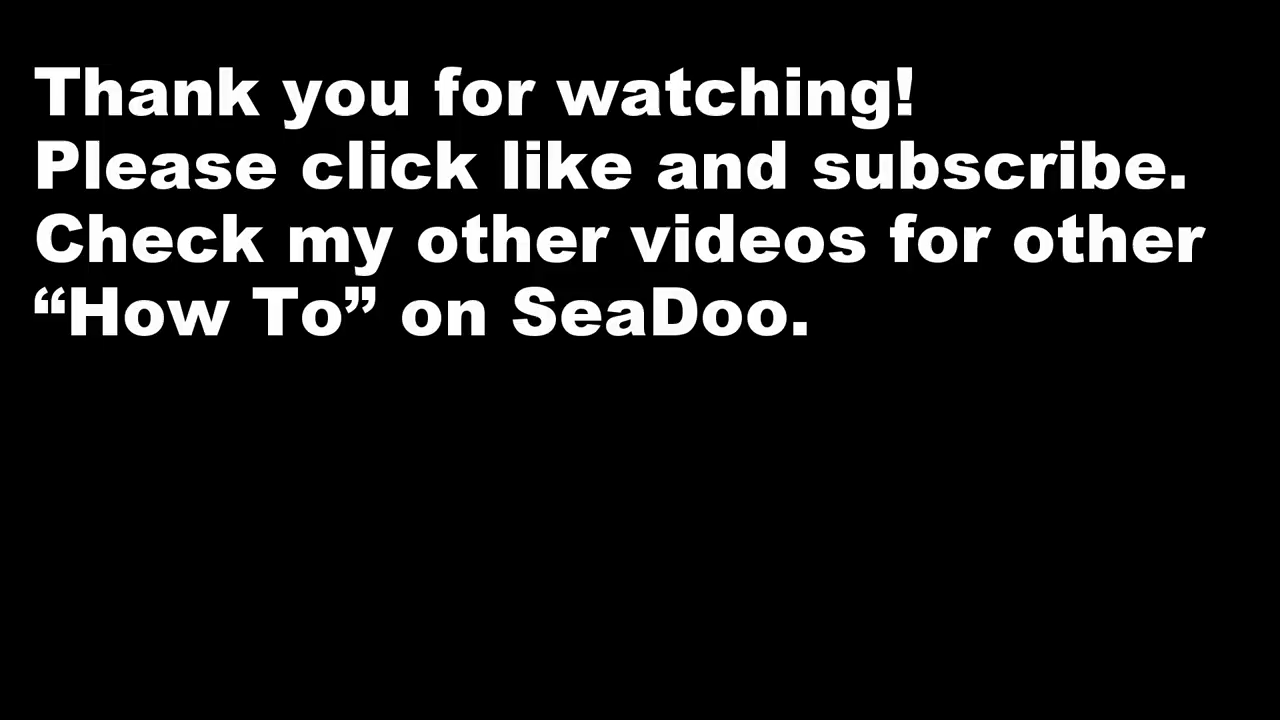 Thank you for watching!
Please click like and subscribe.
Check my other videos for other
“How To” on SeaDoo.